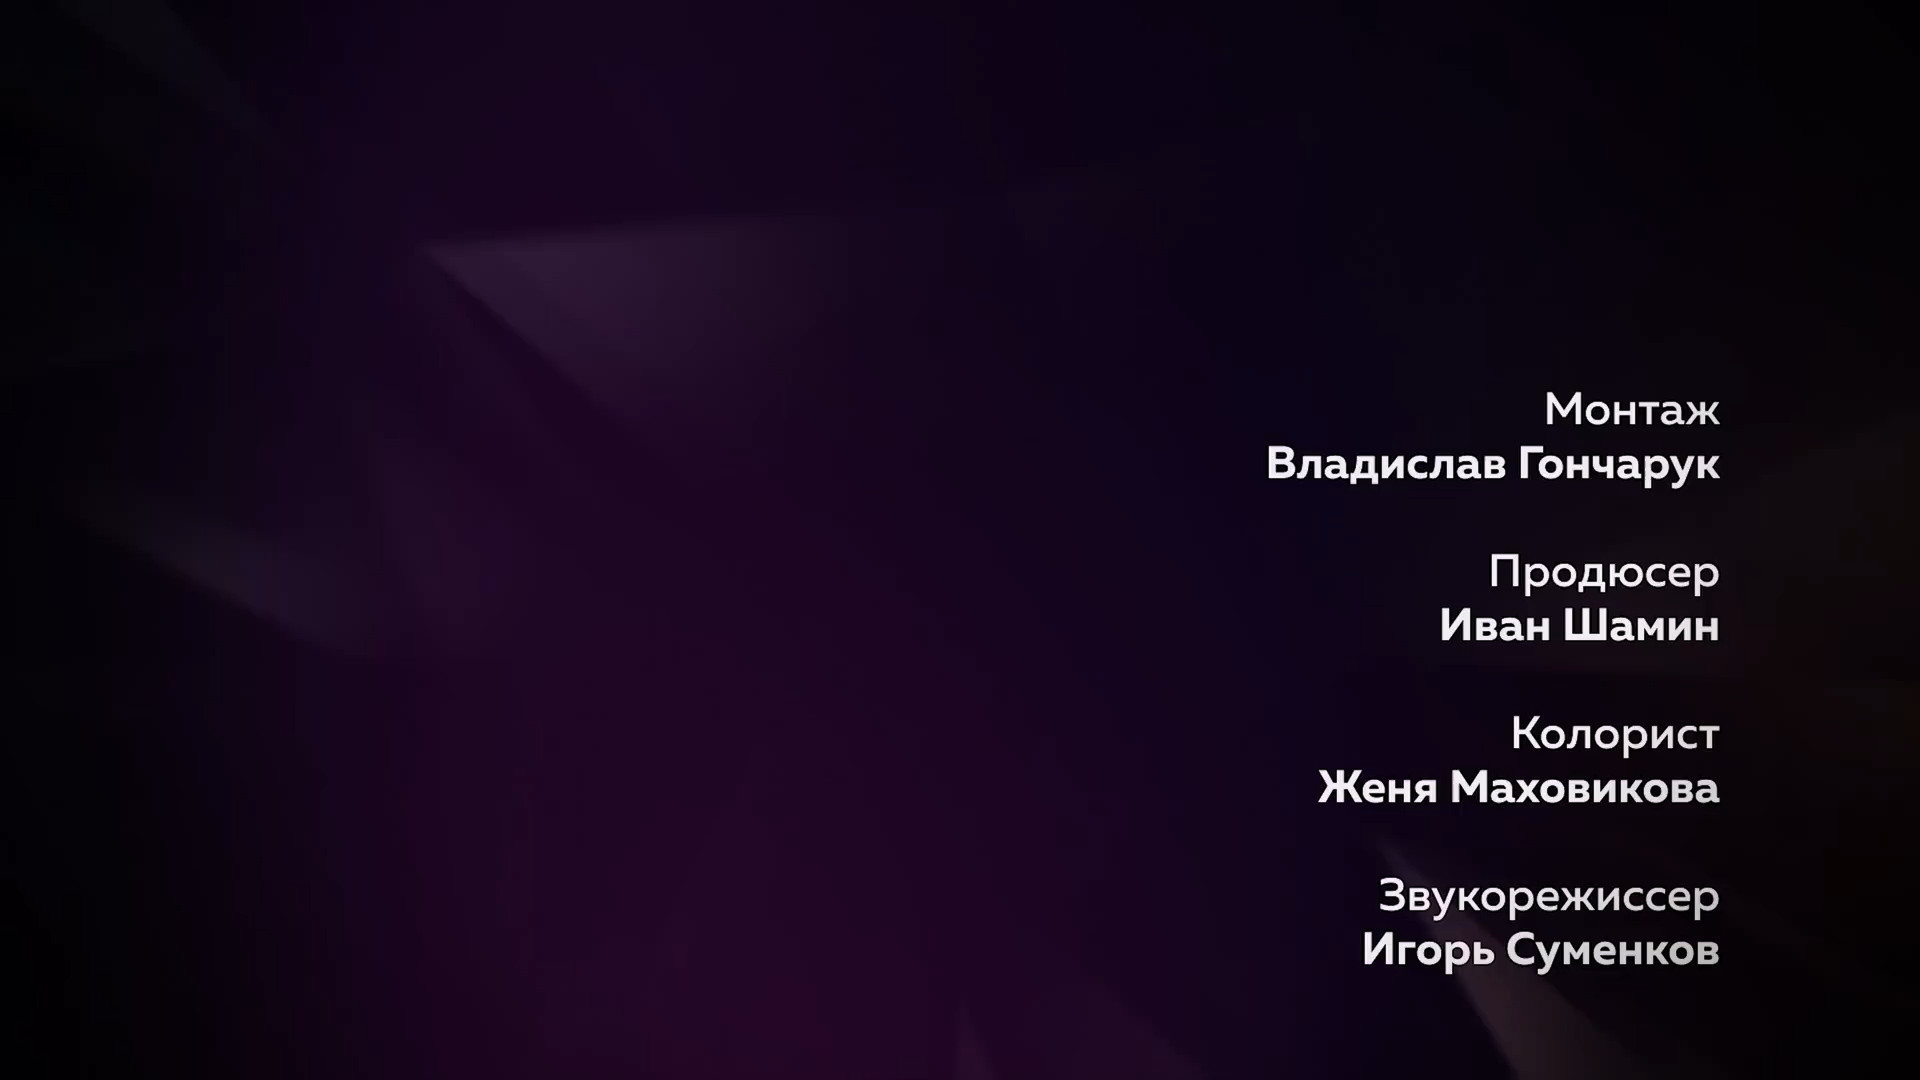 Монтаж
Владислав Гончарук
Продюсер
Иван Шамин
Колорист
Женя Маховикова
Звукорежиссер
Игорь Суменков